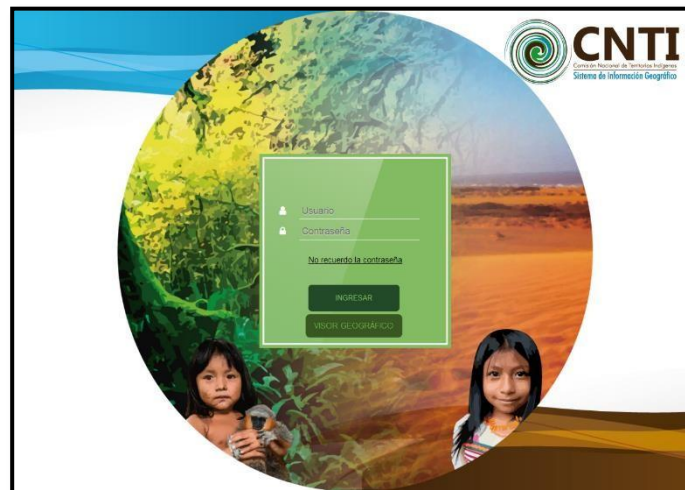 CNTI
Comisión Nacional de Territorios Indígenas
Sistema de Información Geográfico
Usuario
Contraseña
No recuerdo la contraseña
INGRESAR
VISOR GEOGRÁFICO